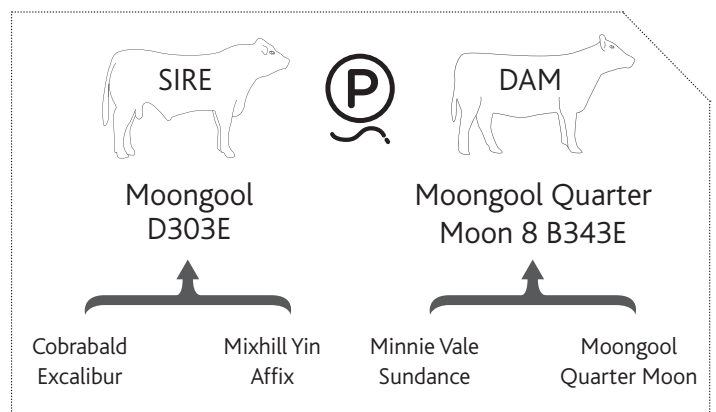 SIRE
P
DAM
Moongool
D303E
Moongool Quarter
Moon 8 B343E
Cobrabald
Excalibur
Mixhill Yin
Affix
Minnie Vale
Sundance
Moongool
Quarter Moon